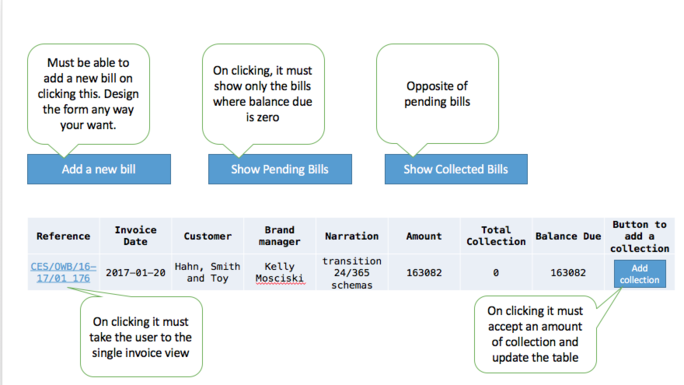 Must be able to
add a new bill on
clicking this. Design
the form any way
your want.
On clicking, it must
show only the bills
where balance due
is zero
Opposite of
pending bills
Add a new bill
Show Pending Bills
Show Collected Bills
Reference
Invoice
Date
Customer
Brand
manager
Narration
Amount
Total
Collection
Balance Due
Button to
add a
collection
CES/OWB/16-
17/01_176
2017-01-20
Hahn, Smith
and Toy
Kelly
Mosciski
transition
24/365
schemas
163082
0
163082
Add
collection
On clicking it must
take the user to the
single invoice view
On clicking it must
accept an amount
of collection and
update the table